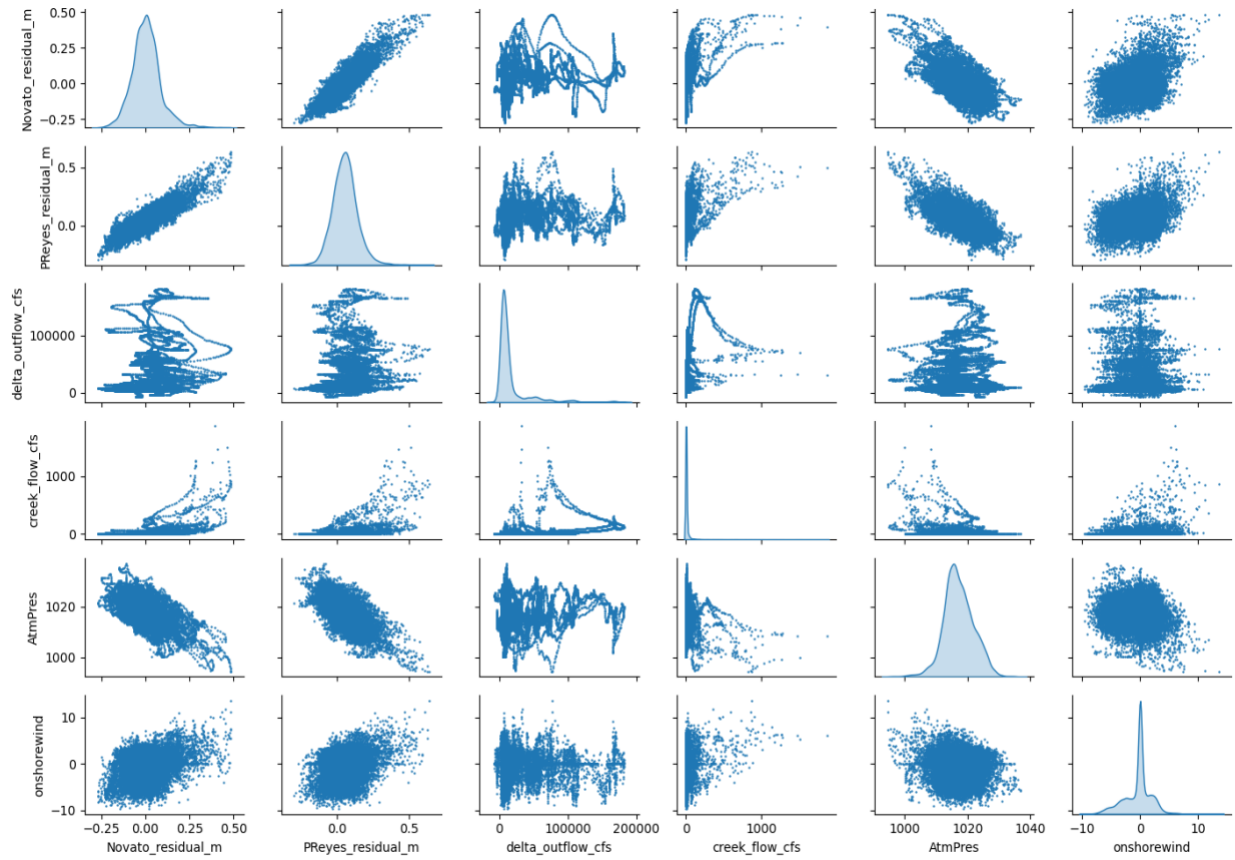 0.50
0.25
0.00
−0.25
Novato_residual_m
0.5
0.0
PReyes_residual_m
100000
0
delta_outflow_cfs
1000
0
creek_flow_cfs
1020
1000
AtmPres
10
0
−10
onshorewind
−0.25 0.00 0.25 0.50 0.0 0.5 0 100000 200000 0 1000 1000 1020 1040 −10 0 10
Novato_residual_m PReyes_residual_m delta_outflow_cfs creek_flow_cfs AtmPres onshorewind